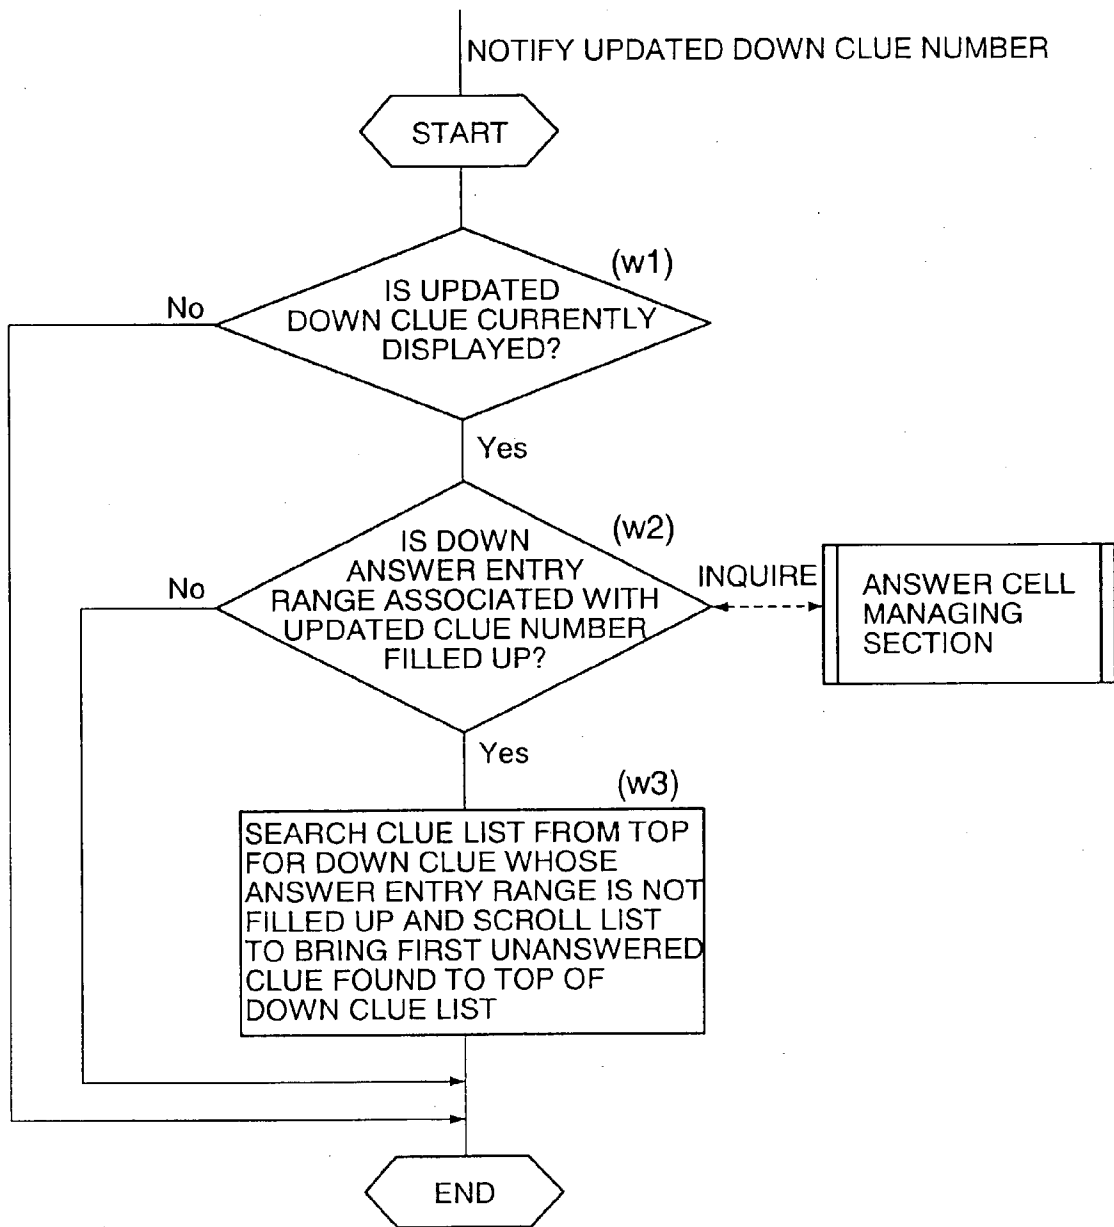 NOTIFY UPDATED DOWN CLUE NUMBER
START
(w1)
IS UPDATED
DOWN CLUE CURRENTLY
DISPLAYED?
No
Yes
(w2)
IS DOWN
ANSWER ENTRY
RANGE ASSOCIATED WITH
UPDATED CLUE NUMBER
FILLED UP?
No
INQUIRE
ANSWER CELL
MANAGING
SECTION
Yes
(w3)
SEARCH CLUE LIST FROM TOP
FOR DOWN CLUE WHOSE
ANSWER ENTRY RANGE IS NOT
FILLED UP AND SCROLL LIST
TO BRING FIRST UNANSWERED
CLUE FOUND TO TOP OF
DOWN CLUE LIST
END